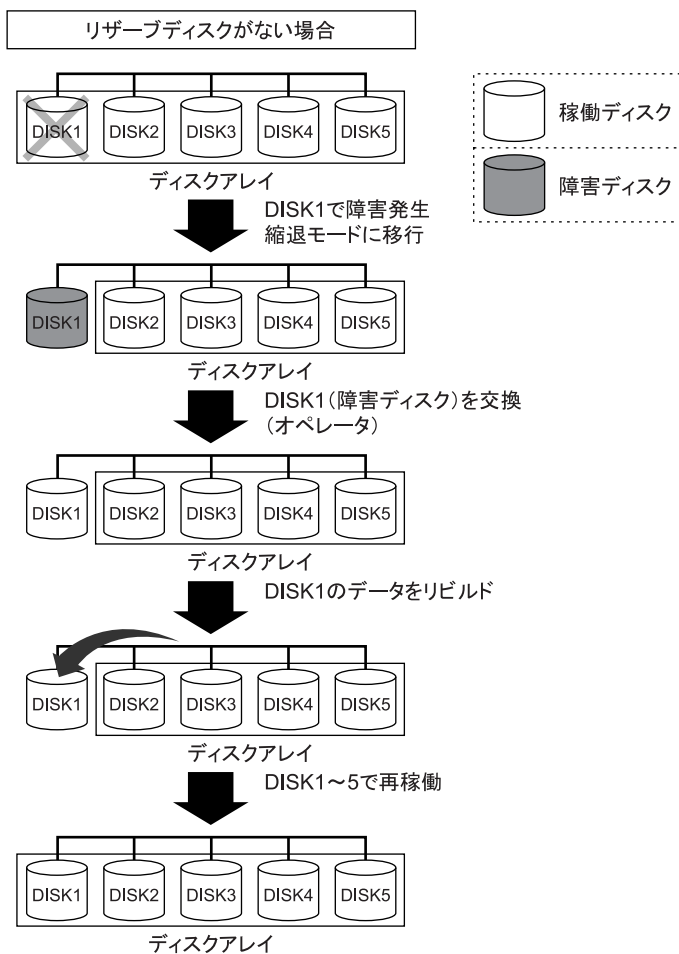 リザーブディスクがない場合
DISK1 DISK2 DISK3 DISK4 DISK5
稼働ディスク
障害ディスク
ディスクアレイ
DISK1で障害発生
縮退モードに移行
DISK1 DISK2 DISK3 DISK4 DISK5
ディスクアレイ
DISK1(障害ディスク)を交換
(オペレータ)
DISK1 DISK2 DISK3 DISK4 DISK5
ディスクアレイ
DISK1のデータをリビルド
DISK1 DISK2 DISK3 DISK4 DISK5
ディスクアレイ
DISK1~5で再稼働
DISK1 DISK2 DISK3 DISK4 DISK5
ディスクアレイ